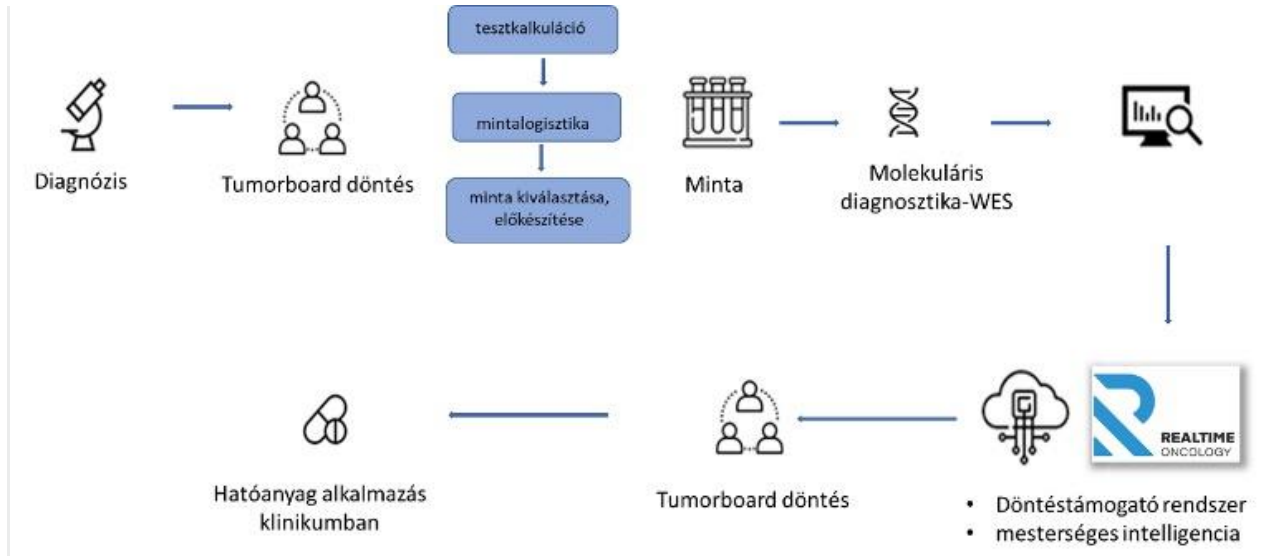 tesztkalkuláció
mintalogisztika
minta kiválasztása,
előkészítése
Diagnózis
Tumorboard döntés
Minta
Molekuláris
diagnosztika-WES
REALTIME
ONCOLOGY
• Döntéstámogató rendszer
• mesterséges intelligencia
Tumorboard döntés
Hatóanyag alkalmazás
klinikumban